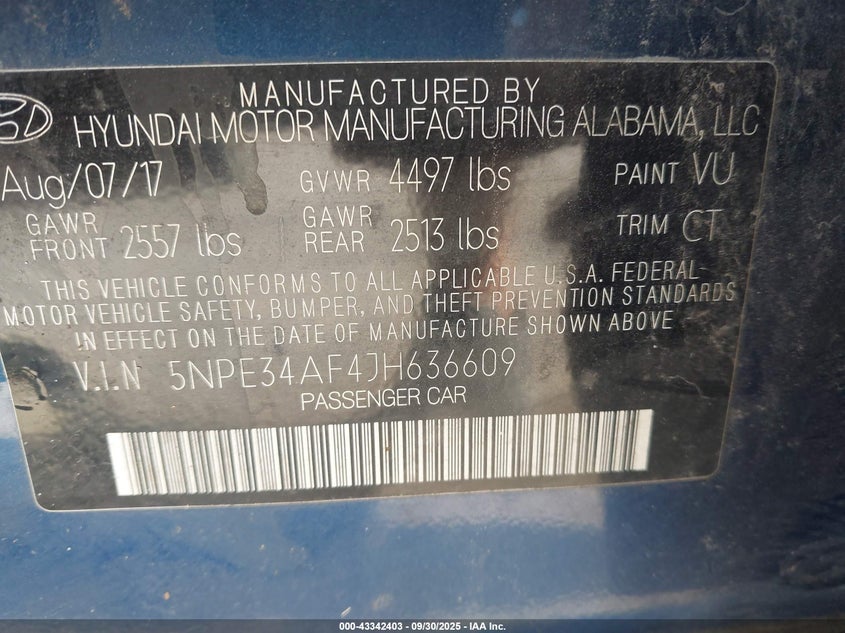 MANUFACTURED BY
HYUNDAI MOTOR MANUFACTURING ALABAMA, LLC
Aug/07/17 GVWR 4497 lbs PAINT VU
GAWR FRONT 2557 lbs GAWR REAR 2513 lbs TRIM CT
THIS VEHICLE CONFORMS TO ALL APPLICABLE U.S.A. FEDERAL
MOTOR VEHICLE SAFETY, BUMPER, AND THEFT PREVENTION STANDARDS
IN EFFECT ON THE DATE OF MANUFACTURE SHOWN ABOVE
V.I.N 5NPE34AF4JH636609
PASSENGER CAR
000-43342403 - 09/30/2025 - IAA Inc.